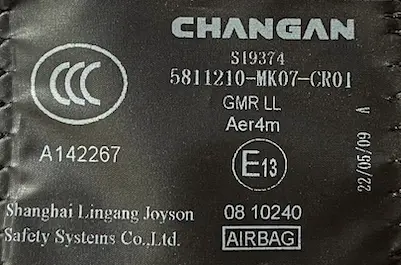 CHANGAN
S19374
5811210-MK07-CR01
CCC
GMR LL
Aer4m
A142267
E13
22/05/09 A
Shanghai Lingang Joyson
Safety Systems Co.,Ltd.
08 10240
AIRBAG